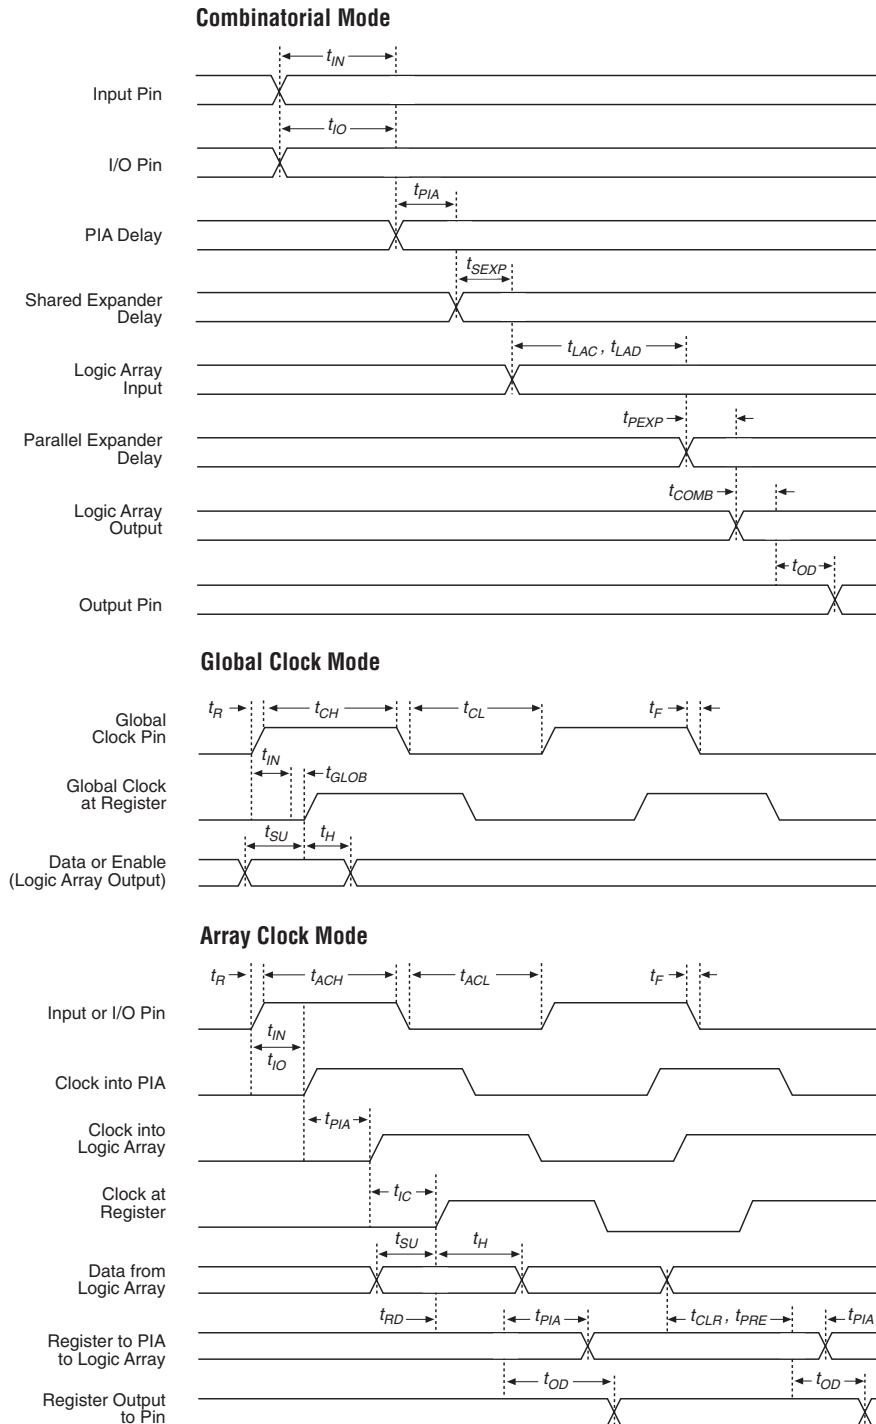 Combinatorial Mode
t_IN
Input Pin
t_IO
I/O Pin
t_PIA
PIA Delay
t_SEXP
Shared Expander
Delay
t_LAC , t_LAD
Logic Array
Input
t_PEXP
Parallel Expander
Delay
t_COMB
Logic Array
Output
t_OD
Output Pin
Global Clock Mode
t_R t_CH t_CL t_F
Global
Clock Pin
t_IN t_GLOB
Global Clock
at Register
t_SU t_H
Data or Enable
(Logic Array Output)
Array Clock Mode
t_R t_ACH t_ACL t_F
Input or I/O Pin
t_IN
t_IO
Clock into PIA
t_PIA
Clock into
Logic Array
t_IC
Clock at
Register
t_SU t_H
Data from
Logic Array
t_RD t_PIA t_CLR , t_PRE t_PIA
Register to PIA
to Logic Array
t_OD t_OD
Register Output
to Pin